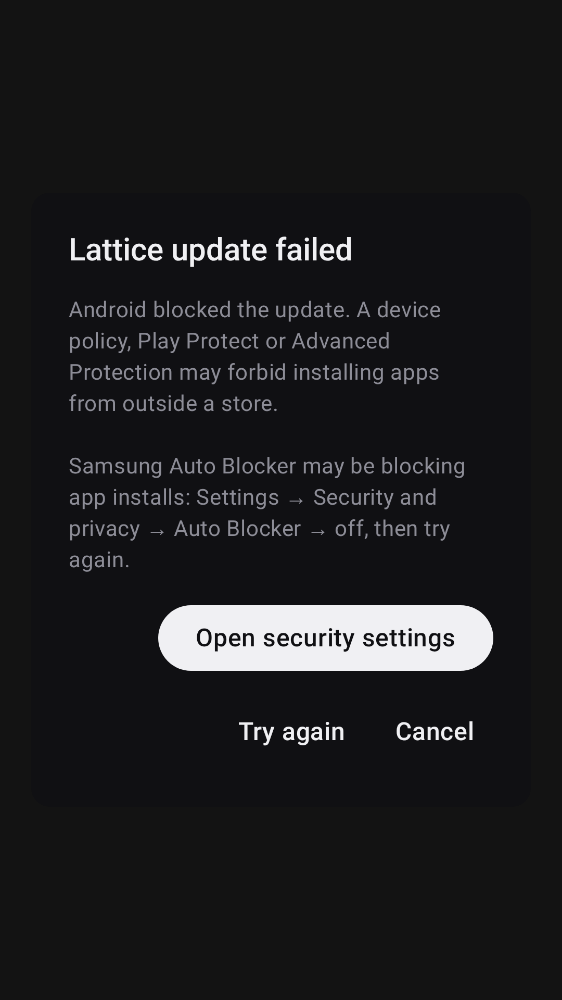 Lattice update failed
Android blocked the update. A device
policy, Play Protect or Advanced
Protection may forbid installing apps
from outside a store.
Samsung Auto Blocker may be blocking
app installs: Settings → Security and
privacy → Auto Blocker → off, then try
again.
Open security settings
Try again Cancel